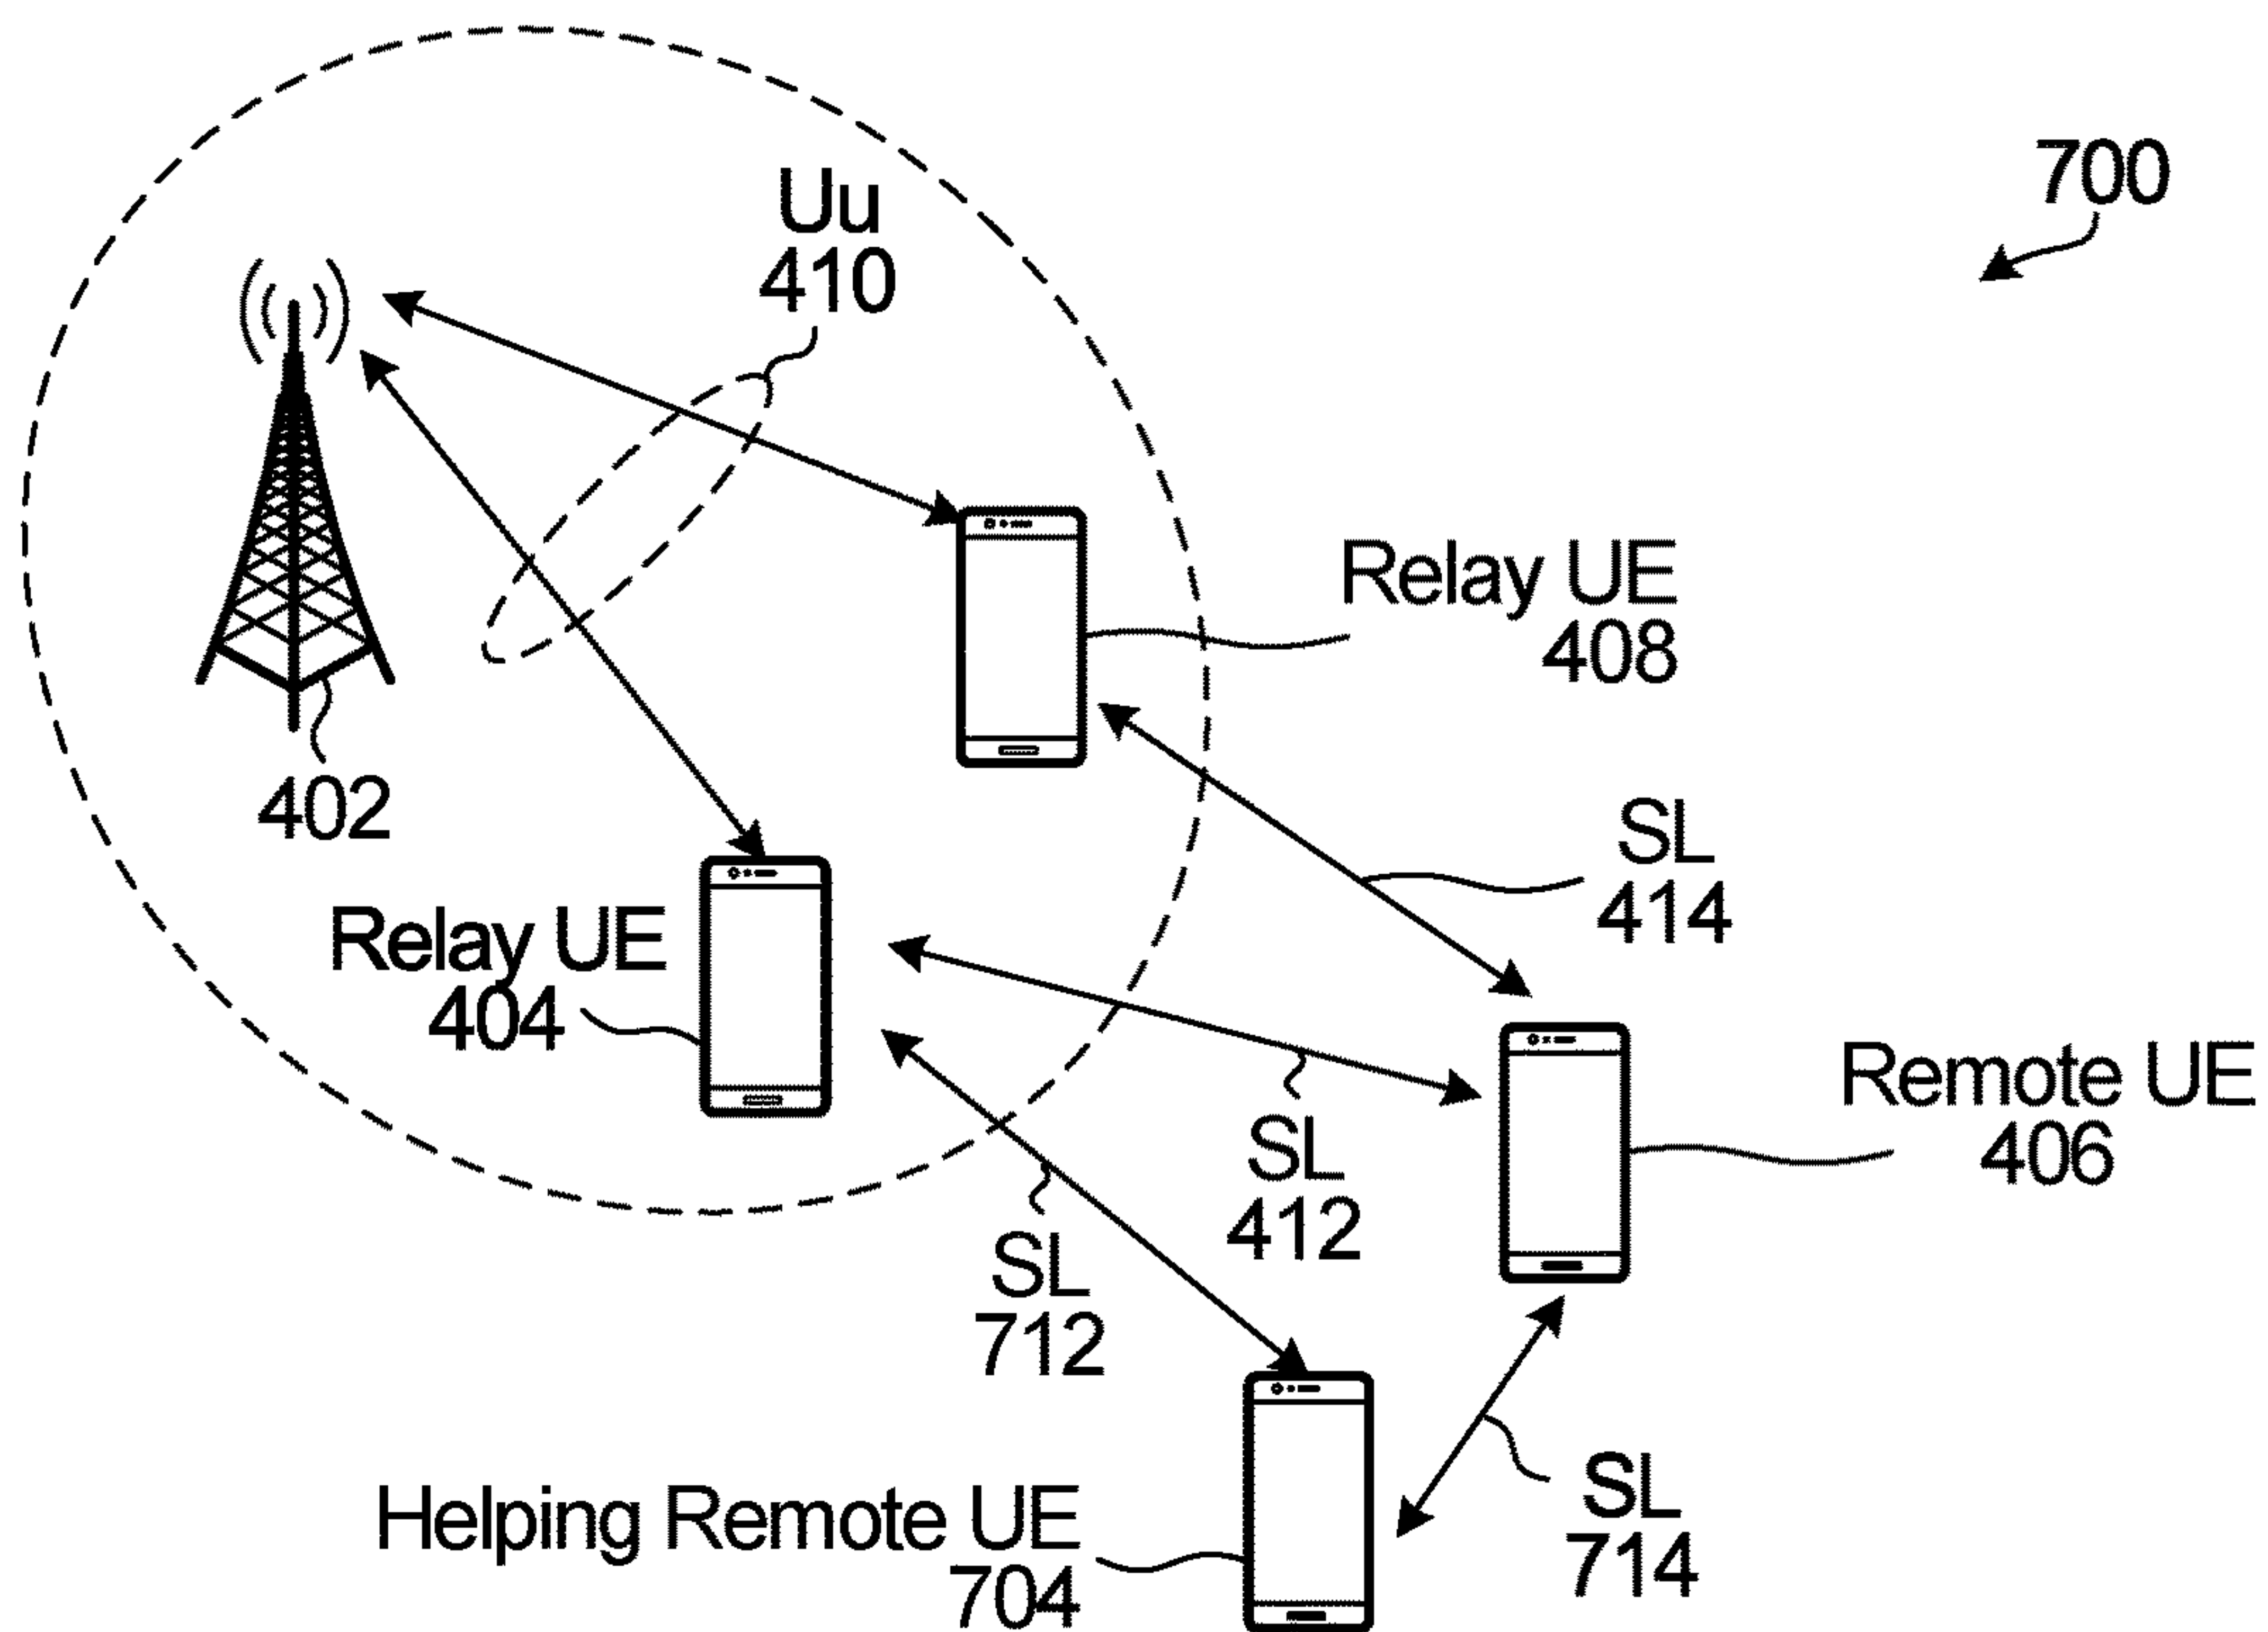 700
Uu
410
Relay UE
408
402
SL
414
Relay UE
404
Remote UE
406
SL
412
SL
712
SL
714
Helping Remote UE
704